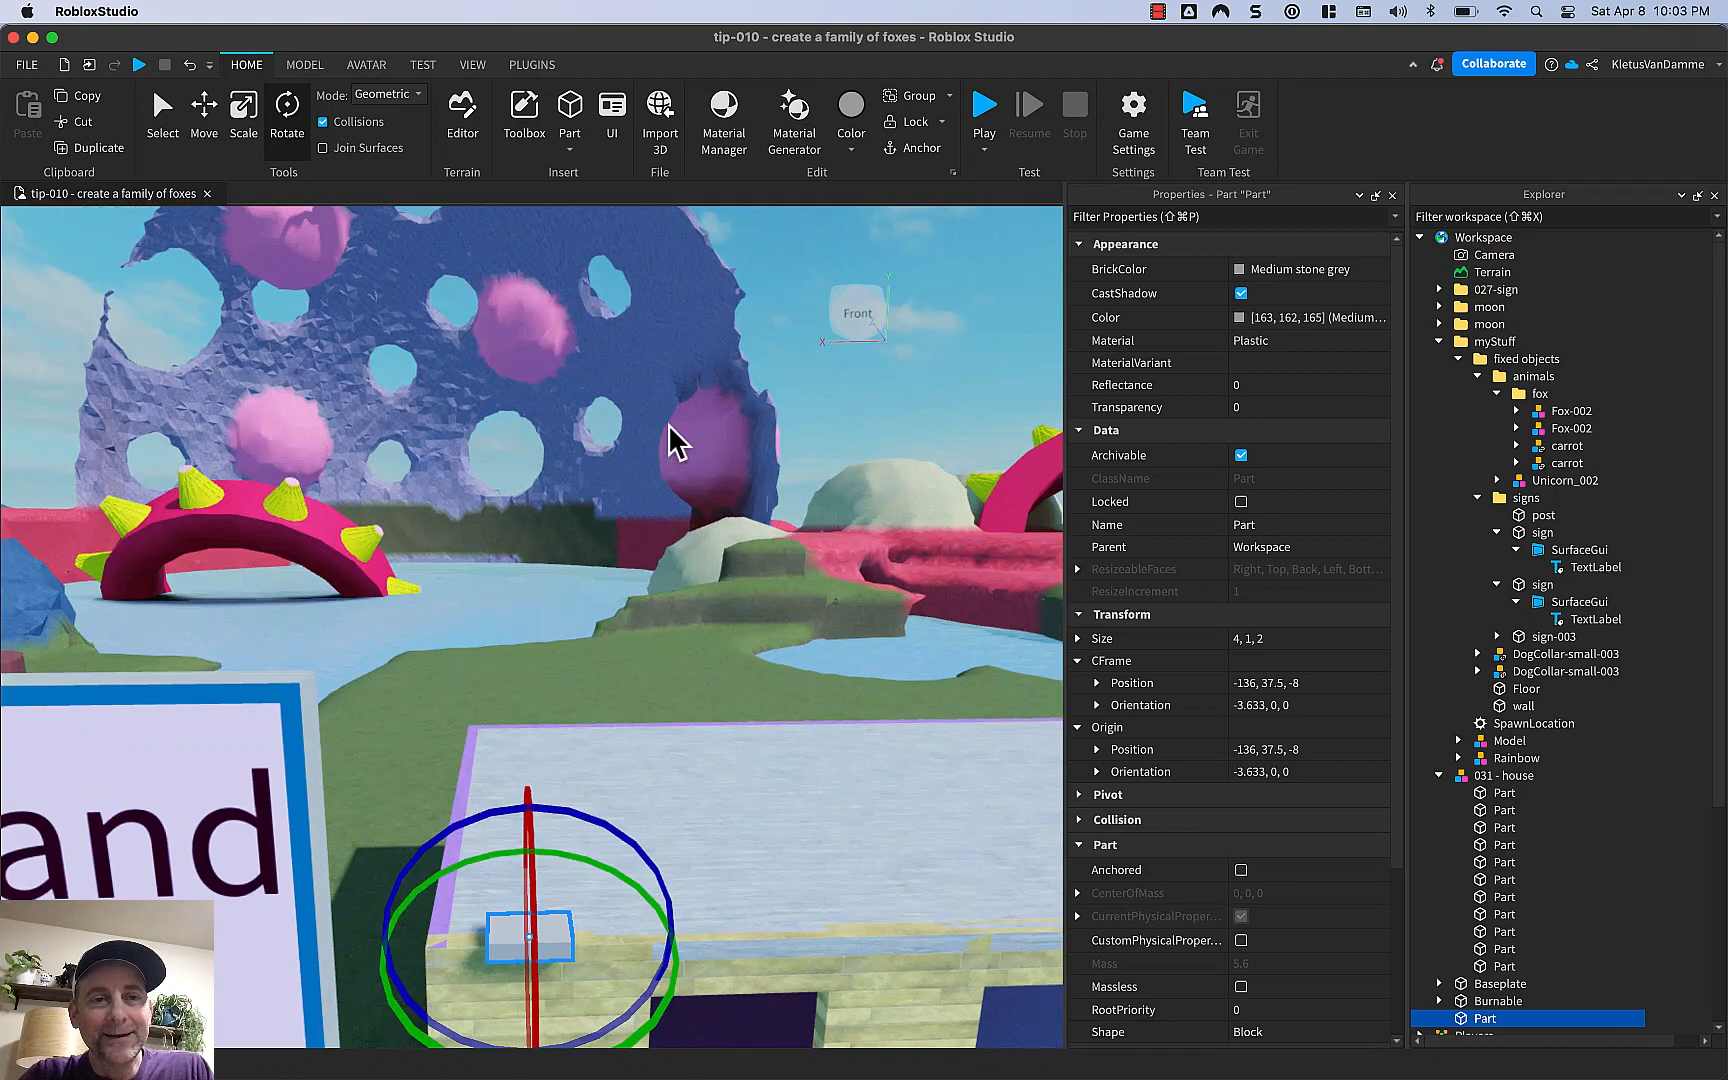 RobloxStudio
Sat Apr 8 10:03 PM
tip-010 - create a family of foxes - Roblox Studio
FILE HOME MODEL AVATAR TEST VIEW PLUGINS
Collaborate
KletusVanDamme
Paste
Copy
Cut
Duplicate
Clipboard
Select Move Scale Rotate
Mode: Geometric
Collisions
Join Surfaces
Tools
Editor
Terrain
Toolbox Part UI
Insert
Import 3D
File
Material Manager
Material Generator
Color
Group
Lock
Anchor
Edit
Play Resume Stop
Test
Game Settings
Settings
Team Test
Exit Game
Team Test
tip-010 - create a family of foxes
Front
X
Y
Z
and
Properties - Part "Part"
Filter Properties (⇧⌘P)
Appearance
BrickColor Medium stone grey
CastShadow
Color [163, 162, 165] (Medium...
Material Plastic
MaterialVariant
Reflectance 0
Transparency 0
Data
Archivable
ClassName Part
Locked
Name Part
Parent Workspace
ResizeableFaces Right, Top, Back, Left, Bott...
ResizeIncrement 1
Transform
Size 4, 1, 2
CFrame
Position -136, 37.5, -8
Orientation -3.633, 0, 0
Origin
Position -136, 37.5, -8
Orientation -3.633, 0, 0
Pivot
Collision
Part
Anchored
CenterOfMass 0, 0, 0
CurrentPhysicalProper...
CustomPhysicalProper...
Mass 5.6
Massless
RootPriority 0
Shape Block
Explorer
Filter workspace (⇧⌘X)
Workspace
Camera
Terrain
027-sign
moon
moon
myStuff
fixed objects
animals
fox
Fox-002
Fox-002
carrot
carrot
Unicorn_002
signs
post
sign
SurfaceGui
TextLabel
sign
SurfaceGui
TextLabel
sign-003
DogCollar-small-003
DogCollar-small-003
Floor
wall
SpawnLocation
Model
Rainbow
031 - house
Part
Part
Part
Part
Part
Part
Part
Part
Part
Part
Part
Baseplate
Burnable
Part
Players